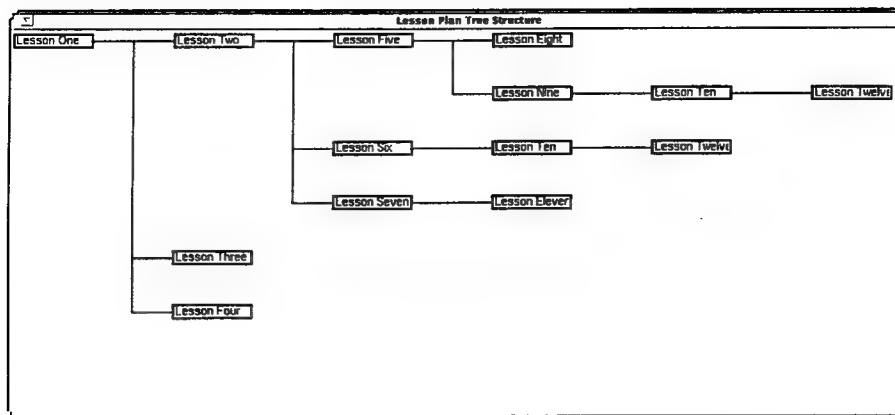 Lesson Plan Tree Structure
Lesson One
Lesson Two
Lesson Five
Lesson Eight
Lesson Nine
Lesson Ten
Lesson Twelve
Lesson Six
Lesson Ten
Lesson Twelve
Lesson Seven
Lesson Eleven
Lesson Three
Lesson Four